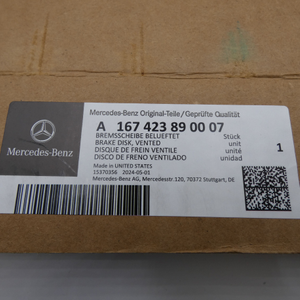 Mercedes-Benz Original-Teile/Geprüfte Qualität
A 167 423 89 00 07
BREMSSCHEIBE BELUEFTET
BRAKE DISK, VENTED
DISQUE DE FREIN VENTILE
DISCO DE FRENO VENTILADO
Stück
unit
unité
unidad
1
Made in UNITED STATES
15370356 2024-05-01
Mercedes-Benz AG, Mercedesstr.120, 70372 Stuttgart, DE
Mercedes-Benz